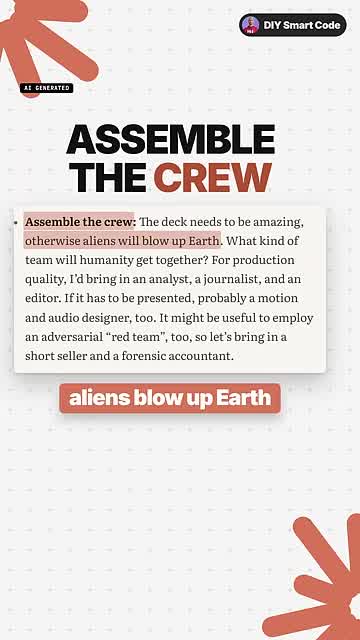 DIY Smart Code
AI GENERATED
ASSEMBLE
THE CREW
• Assemble the crew: The deck needs to be amazing,
otherwise aliens will blow up Earth. What kind of
team will humanity get together? For production
quality, I’d bring in an analyst, a journalist, and an
editor. If it has to be presented, probably a motion
and audio designer, too. It might be useful to employ
an adversarial “red team”, too, so let’s bring in a
short seller and a forensic accountant.
aliens blow up Earth